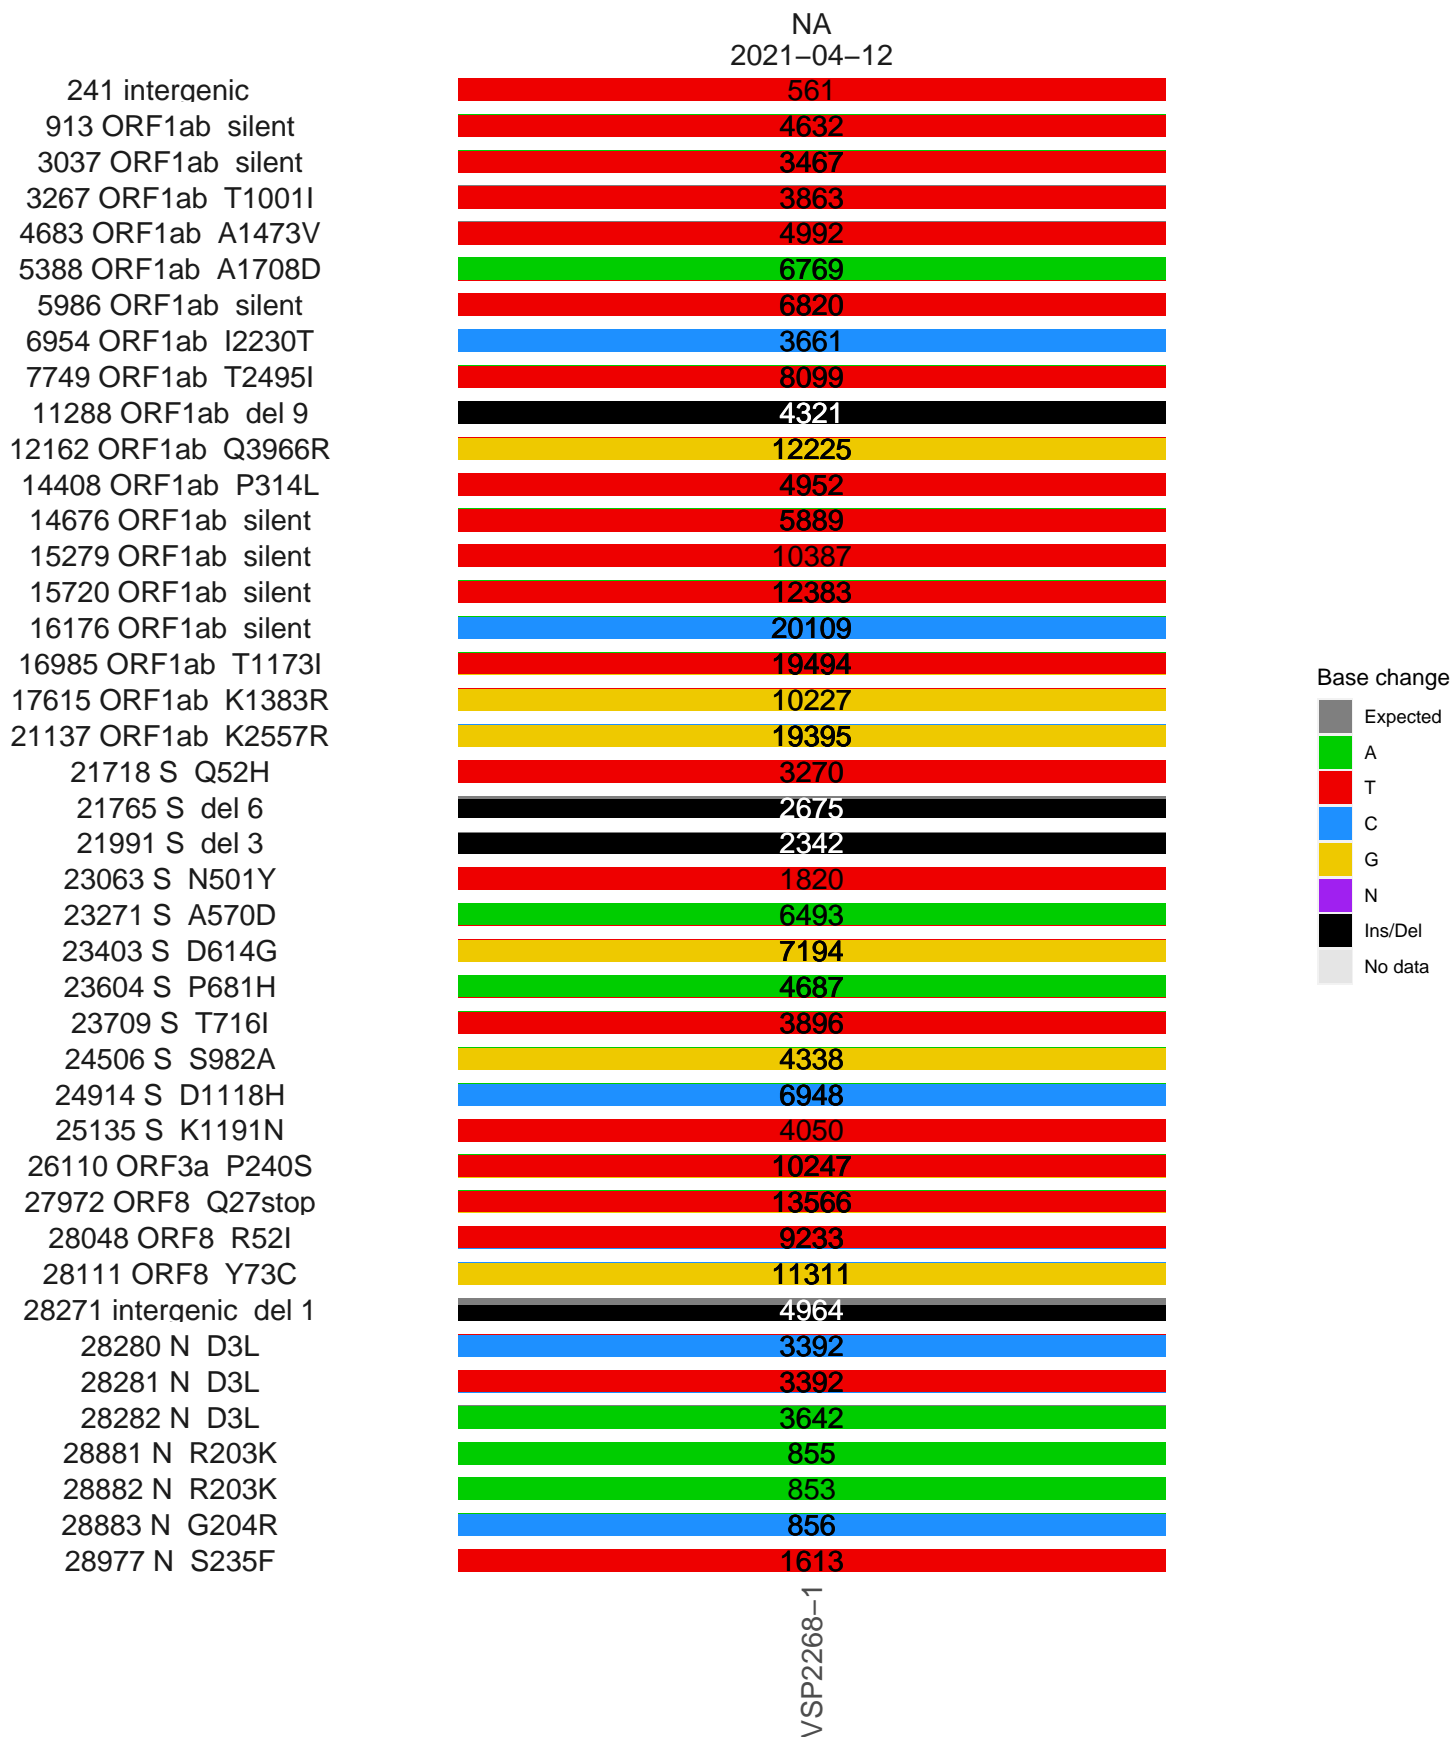 NA
2021−04−12
241 intergenic 561
913 ORF1ab silent 4632
3037 ORF1ab silent 3467
3267 ORF1ab T1001I 3863
4683 ORF1ab A1473V 4992
5388 ORF1ab A1708D 6769
5986 ORF1ab silent 6820
6954 ORF1ab I2230T 3661
7749 ORF1ab T2495I 8099
11288 ORF1ab del 9 4321
12162 ORF1ab Q3966R 12225
14408 ORF1ab P314L 4952
14676 ORF1ab silent 5889
15279 ORF1ab silent 10387
15720 ORF1ab silent 12383
16176 ORF1ab silent 20109
16985 ORF1ab T1173I 19494
17615 ORF1ab K1383R 10227
21137 ORF1ab K2557R 19395
21718 S Q52H 3270
21765 S del 6 2675
21991 S del 3 2342
23063 S N501Y 1820
23271 S A570D 6493
23403 S D614G 7194
23604 S P681H 4687
23709 S T716I 3896
24506 S S982A 4338
24914 S D1118H 6948
25135 S K1191N 4050
26110 ORF3a P240S 10247
27972 ORF8 Q27stop 13566
28048 ORF8 R52I 9233
28111 ORF8 Y73C 11311
28271 intergenic del 1 4964
28280 N D3L 3392
28281 N D3L 3392
28282 N D3L 3642
28881 N R203K 855
28882 N R203K 853
28883 N G204R 856
28977 N S235F 1613
VSP2268−1
Base change
Expected
A
T
C
G
N
Ins/Del
No data